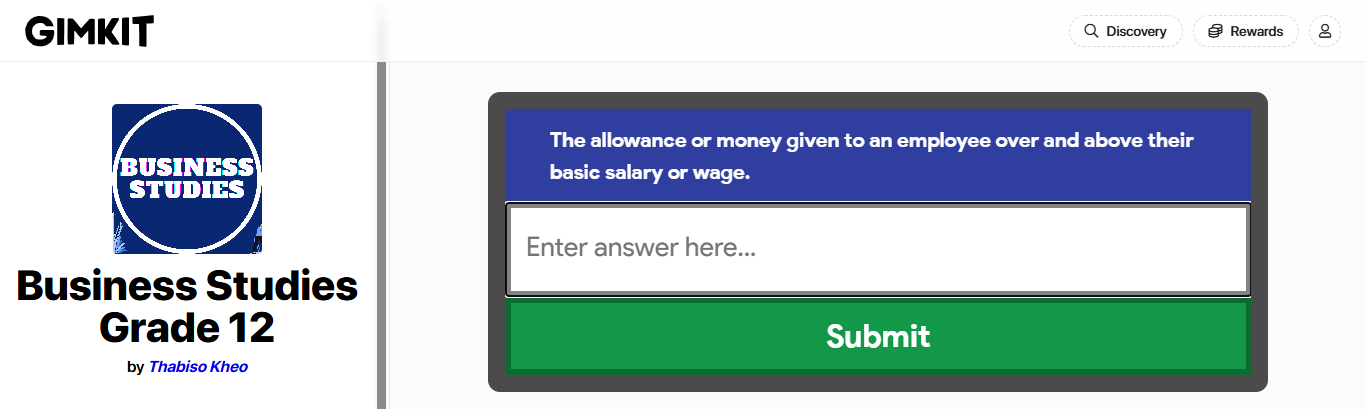 GIMKIT
Discovery
Rewards
BUSINESS
STUDIES
Business Studies
Grade 12
by Thabiso Kheo
The allowance or money given to an employee over and above their
basic salary or wage.
Enter answer here...
Submit